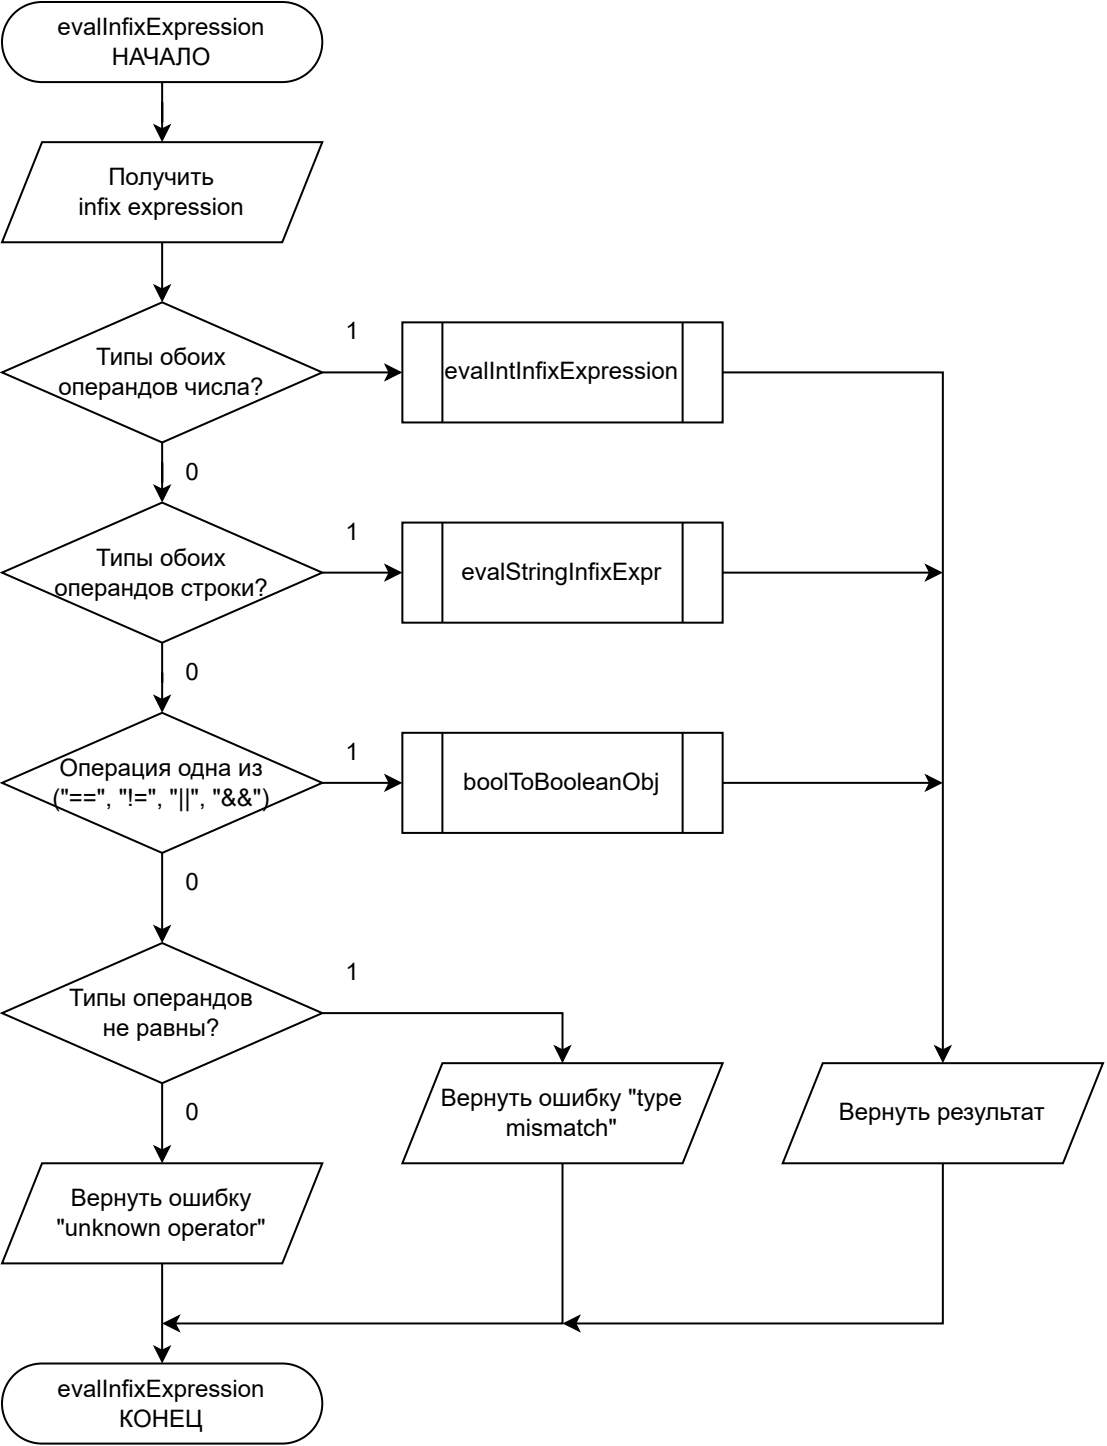 evalInfixExpression
НАЧАЛО
Получить
infix expression
Типы обоих
операндов числа?
1
evalIntInfixExpression
0
Типы обоих
операндов строки?
1
evalStringInfixExpr
0
Операция одна из
("==", "!=", "||", "&&")
1
boolToBooleanObj
0
Типы операндов
не равны?
1
Вернуть ошибку "type
mismatch"
Вернуть результат
0
Вернуть ошибку
"unknown operator"
evalInfixExpression
КОНЕЦ